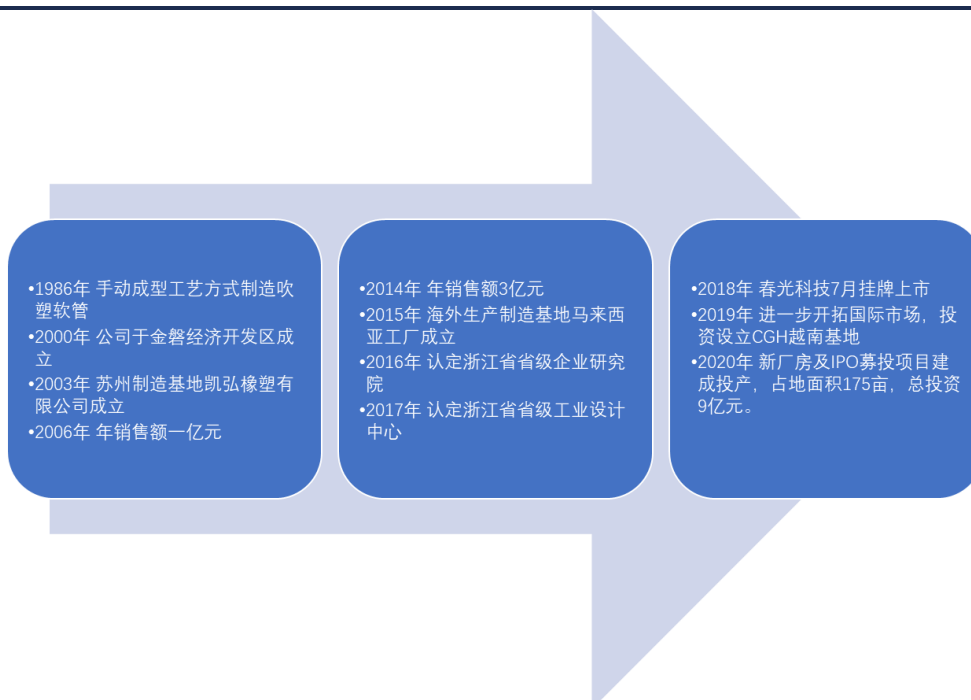 •1986年 手动成型工艺方式制造吹
塑软管
•2000年 公司于金磐经济开发区成
立
•2003年 苏州制造基地凯弘橡塑有
限公司成立
•2006年 年销售额一亿元
•2014年 年销售额3亿元
•2015年 海外生产制造基地马来西
亚工厂成立
•2016年 认定浙江省省级企业研究
院
•2017年 认定浙江省省级工业设计
中心
•2018年 春光科技7月挂牌上市
•2019年 进一步开拓国际市场，投
资设立CGH越南基地
•2020年 新厂房及IPO募投项目建
成投产，占地面积175亩，总投资
9亿元。